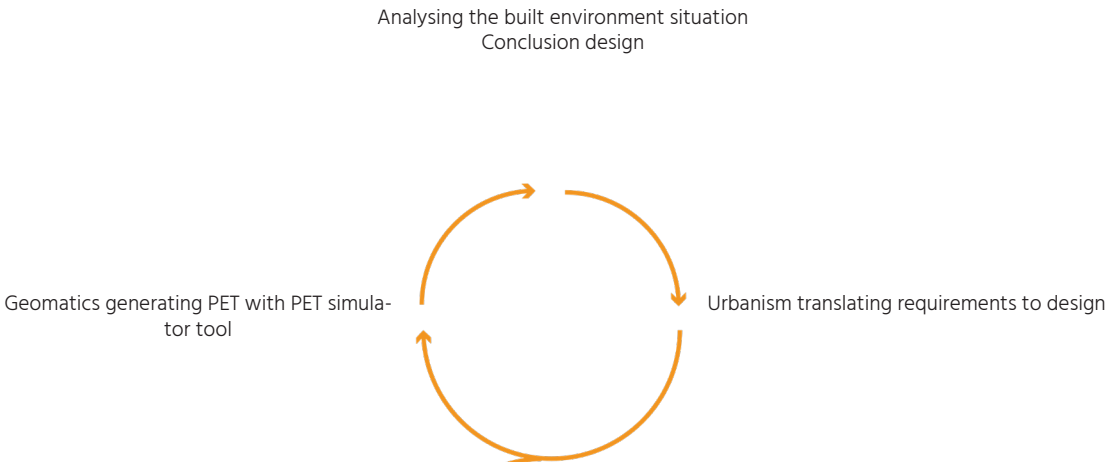 Analysing the built environment situation
Conclusion design
Geomatics generating PET with PET simula-
tor tool
Urbanism translating requirements to design